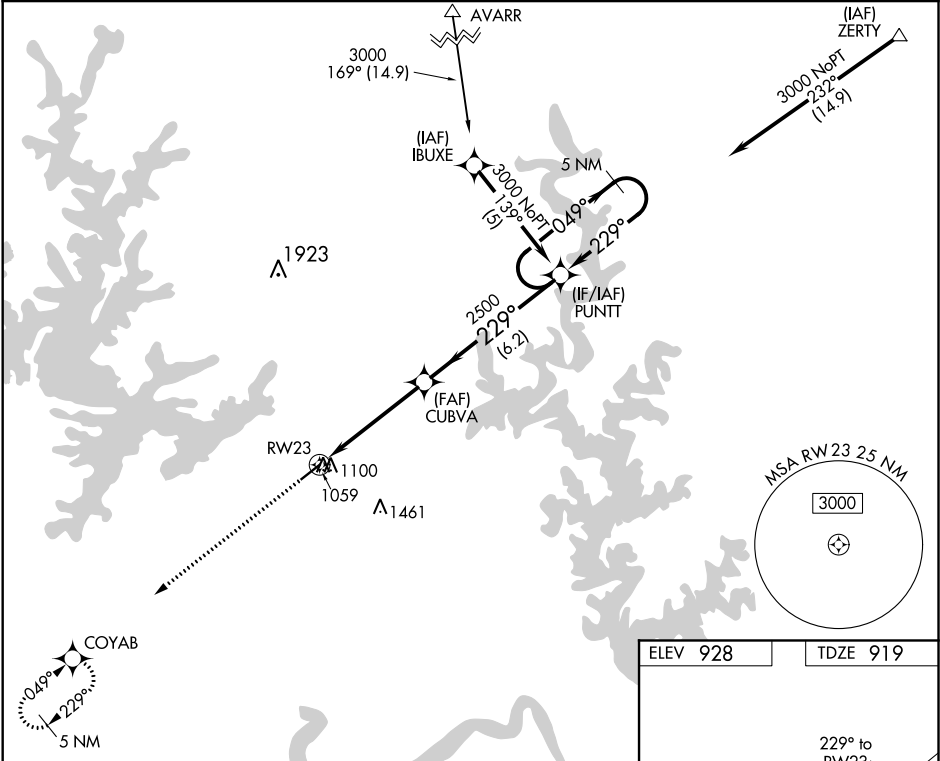 AVARR
(IAF)
ZERTY
3000
169° (14.9)
3000 NoPT
232°
(14.9)
(IAF)
IBUXE
5 NM
3000 NoPT
139°
(5)
049°
229°
1923
(IF/IAF)
PUNTT
2500
229°
(6.2)
(FAF)
CUBVA
RW23
1100
1059
1461
MSA RW 23 25 NM
3000
COYAB
049°
229°
5 NM
ELEV 928
TDZE 919
229° to
RW23